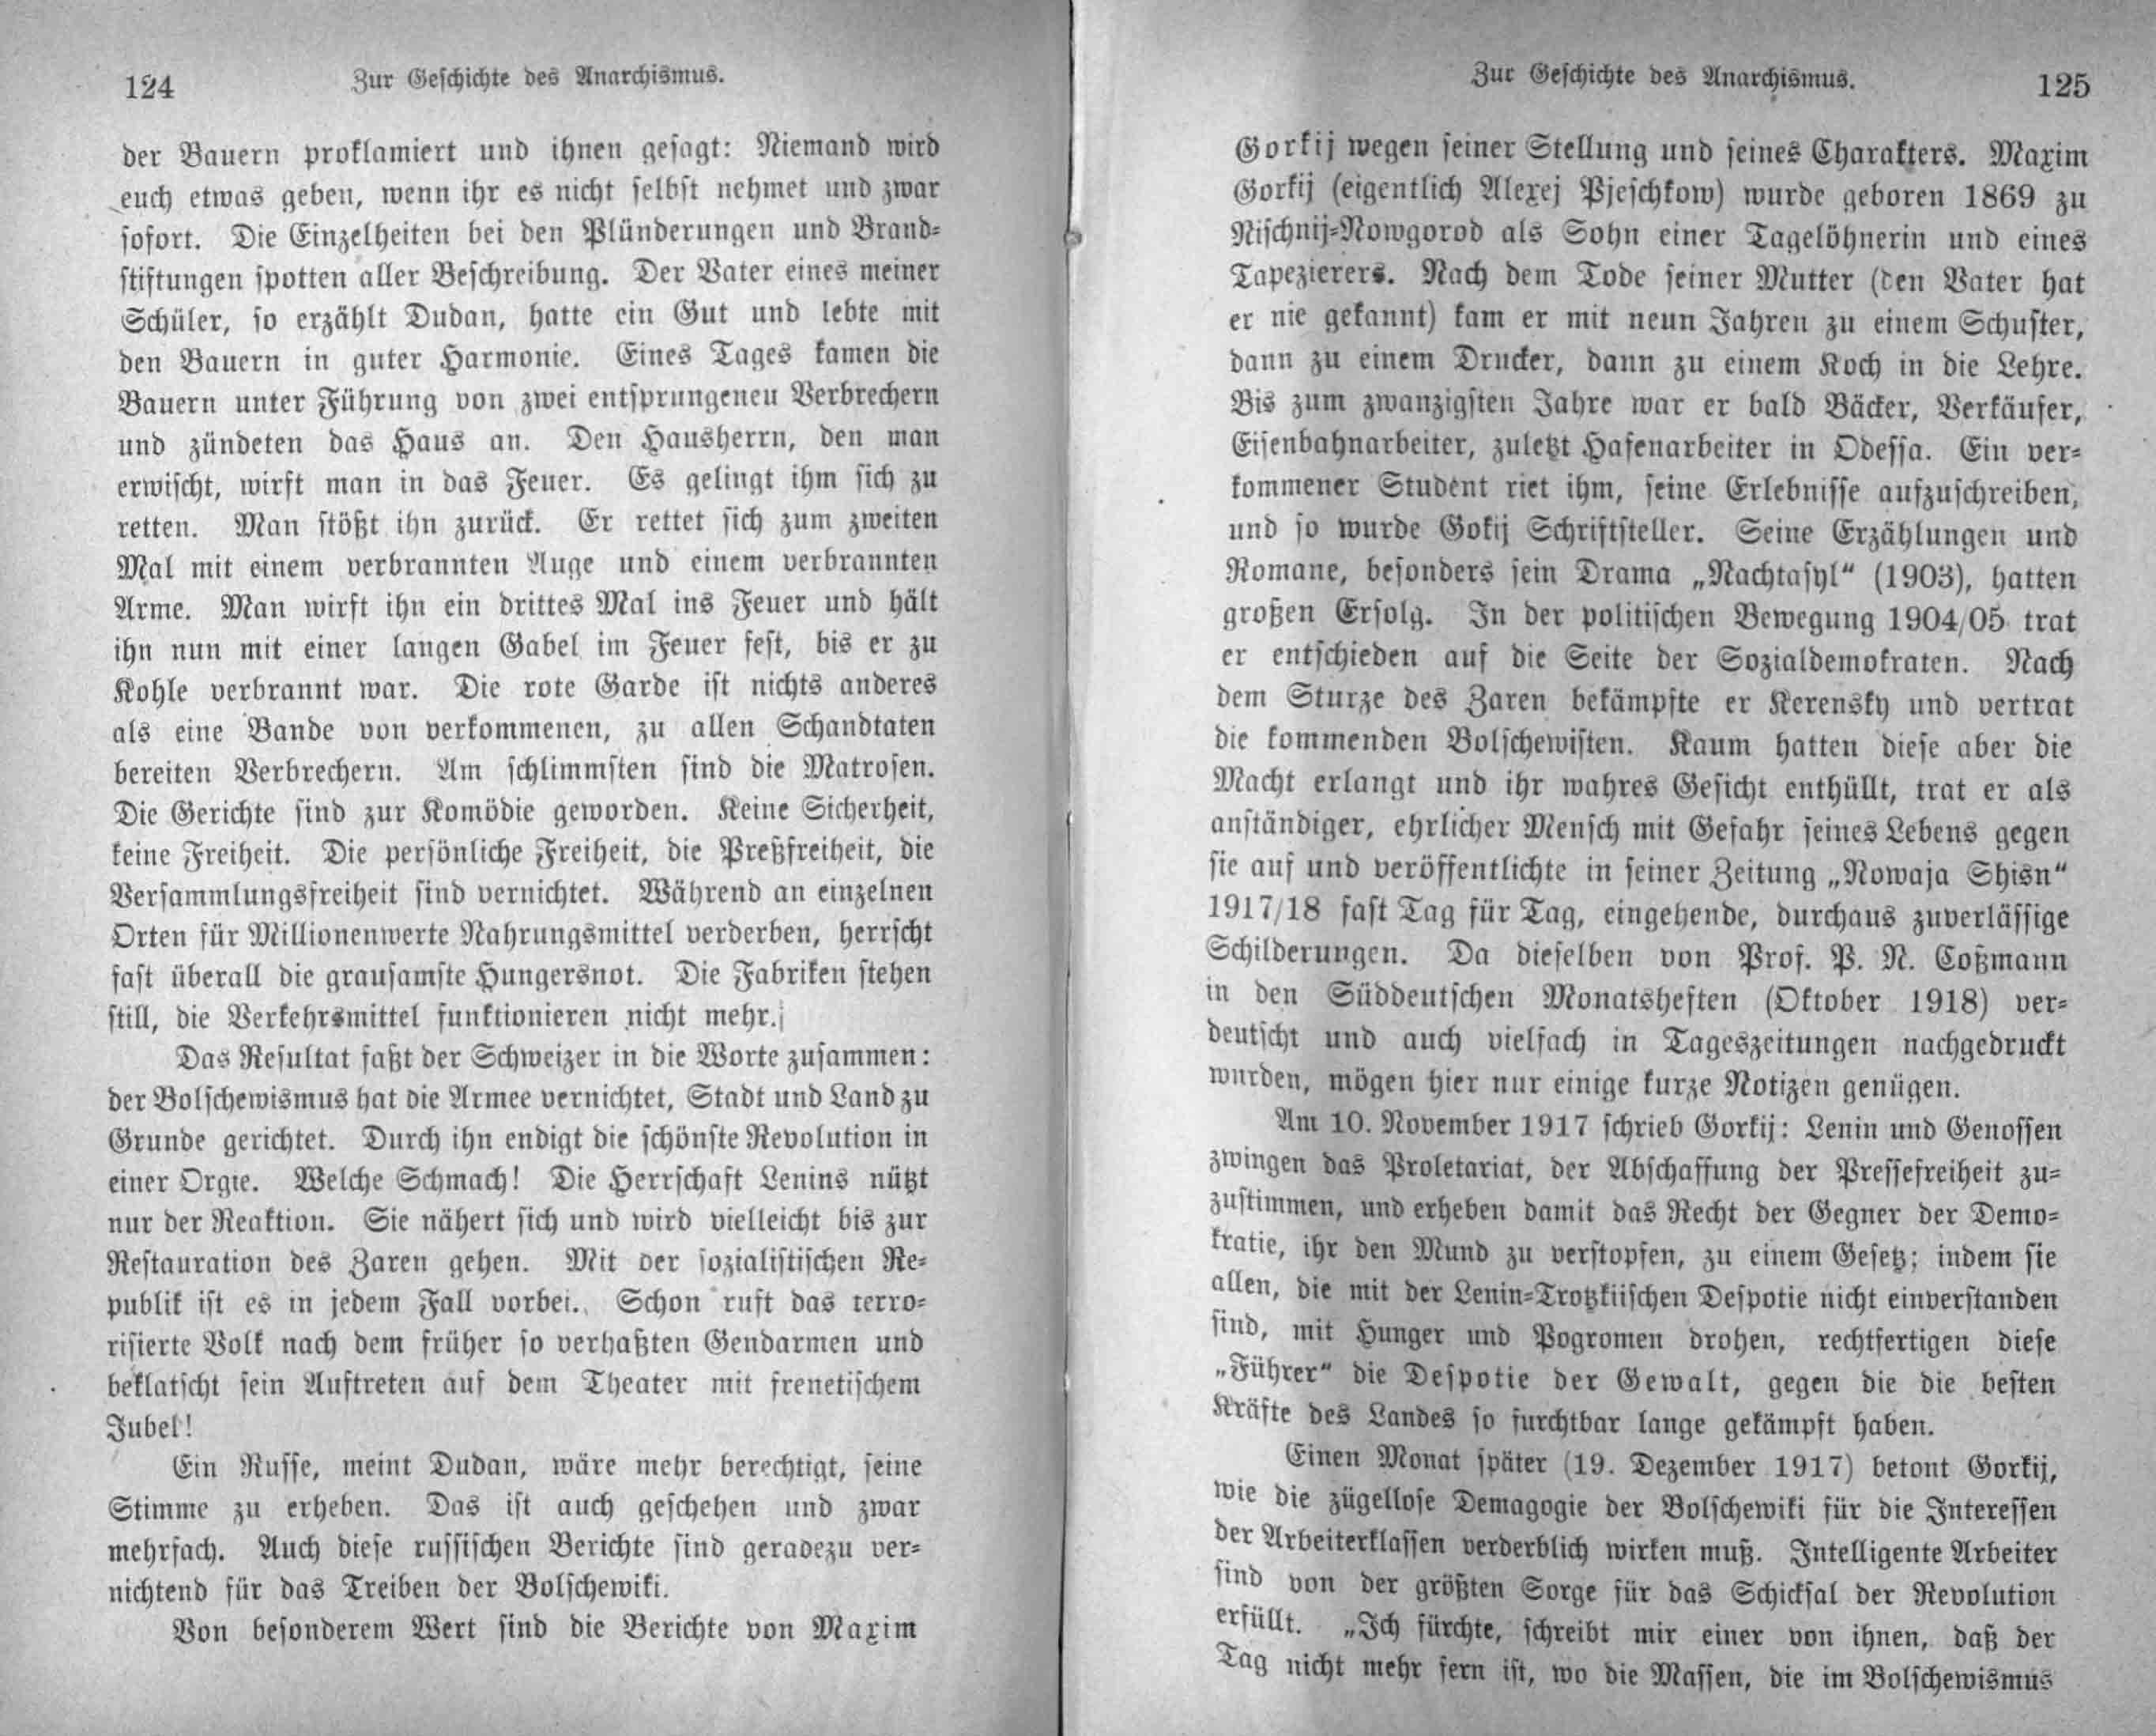 124
Zur Geschichte des Anarchismus.
der Bauern proklamiert und ihnen gesagt: Niemand wird
euch etwas geben, wenn ihr es nicht selbst nehmet und zwar
sofort. Die Einzelheiten bei den Plünderungen und Brand-
stiftungen spotten aller Beschreibung. Der Vater eines meiner
Schüler, so erzählt Dudan, hatte ein Gut und lebte mit
den Bauern in guter Harmonie. Eines Tages kamen die
Bauern unter Führung von zwei entsprungenen Verbrechern
und zündeten das Haus an. Den Hausherrn, den man
erwischt, wirft man in das Feuer. Es gelingt ihm sich zu
retten. Man stößt ihn zurück. Er rettet sich zum zweiten
Mal mit einem verbrannten Auge und einem verbrannten
Arme. Man wirft ihn ein drittes Mal ins Feuer und hält
ihn nun mit einer langen Gabel im Feuer fest, bis er zu
Kohle verbrannt war. Die rote Garde ist nichts anderes
als eine Bande von verkommenen, zu allen Schandtaten
bereiten Verbrechern. Am schlimmsten sind die Matrosen.
Die Gerichte sind zur Komödie geworden. Keine Sicherheit,
keine Freiheit. Die persönliche Freiheit, die Preßfreiheit, die
Versammlungsfreiheit sind vernichtet. Während an einzelnen
Orten für Millionenwerte Nahrungsmittel verderben, herrscht
fast überall die grausamste Hungersnot. Die Fabriken stehen
still, die Verkehrsmittel funktionieren nicht mehr.
Das Resultat faßt der Schweizer in die Worte zusammen:
der Bolschewismus hat die Armee vernichtet, Stadt und Land zu
Grunde gerichtet. Durch ihn endigt die schönste Revolution in
einer Orgie. Welche Schmach! Die Herrschaft Lenins nützt
nur der Reaktion. Sie nähert sich und wird vielleicht bis zur
Restauration des Zaren gehen. Mit der sozialistischen Re-
publik ist es in jedem Fall vorbei. Schon ruft das terro-
risierte Volk nach dem früher so verhaßten Gendarmen und
beklatscht sein Auftreten auf dem Theater mit frenetischem
Jubel!
Ein Russe, meint Dudan, wäre mehr berechtigt, seine
Stimme zu erheben. Das ist auch geschehen und zwar
mehrfach. Auch diese russischen Berichte sind geradezu ver-
nichtend für das Treiben der Bolschewiki.
Von besonderem Wert sind die Berichte von Maxim
Zur Geschichte des Anarchismus.
125
Gorkij wegen seiner Stellung und seines Charakters. Maxim
Gorkij (eigentlich Alexej Pjeschkow) wurde geboren 1869 zu
Nischnij-Nowgorod als Sohn einer Tagelöhnerin und eines
Tapezierers. Nach dem Tode seiner Mutter (den Vater hat
er nie gekannt) kam er mit neun Jahren zu einem Schuster,
dann zu einem Drucker, dann zu einem Koch in die Lehre.
Bis zum zwanzigsten Jahre war er bald Bäcker, Verkäufer,
Eisenbahnarbeiter, zuletzt Hafenarbeiter in Odessa. Ein ver-
kommener Student riet ihm, seine Erlebnisse aufzuschreiben,
und so wurde Gokij Schriftsteller. Seine Erzählungen und
Romane, besonders sein Drama „Nachtasyl“ (1903), hatten
großen Erfolg. In der politischen Bewegung 1904/05 trat
er entschieden auf die Seite der Sozialdemokraten. Nach
dem Sturze des Zaren bekämpfte er Kerensky und vertrat
die kommenden Bolschewisten. Kaum hatten diese aber die
Macht erlangt und ihr wahres Gesicht enthüllt, trat er als
anständiger, ehrlicher Mensch mit Gefahr seines Lebens gegen
sie auf und veröffentlichte in seiner Zeitung „Nowaja Shisn“
1917/18 fast Tag für Tag, eingehende, durchaus zuverlässige
Schilderungen. Da dieselben von Prof. P. N. Coßmann
in den Süddeutschen Monatsheften (Oktober 1918) ver-
deutscht und auch vielfach in Tageszeitungen nachgedruckt
wurden, mögen hier nur einige kurze Notizen genügen.
Am 10. November 1917 schrieb Gorkij: Lenin und Genossen
zwingen das Proletariat, der Abschaffung der Pressefreiheit zu-
zustimmen, und erheben damit das Recht der Gegner der Demo-
kratie, ihr den Mund zu verstopfen, zu einem Gesetz; indem sie
allen, die mit der Lenin-Trotzkiischen Despotie nicht einverstanden
sind, mit Hunger und Pogromen drohen, rechtfertigen diese
„Führer“ die Despotie der Gewalt, gegen die die besten
Kräfte des Landes so furchtbar lange gekämpft haben.
Einen Monat später (19. Dezember 1917) betont Gorkij,
wie die zügellose Demagogie der Bolschewiki für die Interessen
der Arbeiterklassen verderblich wirken muß. Intelligente Arbeiter
sind von der größten Sorge für das Schicksal der Revolution
erfüllt. „Ich fürchte, schreibt mir einer von ihnen, daß der
Tag nicht mehr fern ist, wo die Massen, die im Bolschewismus